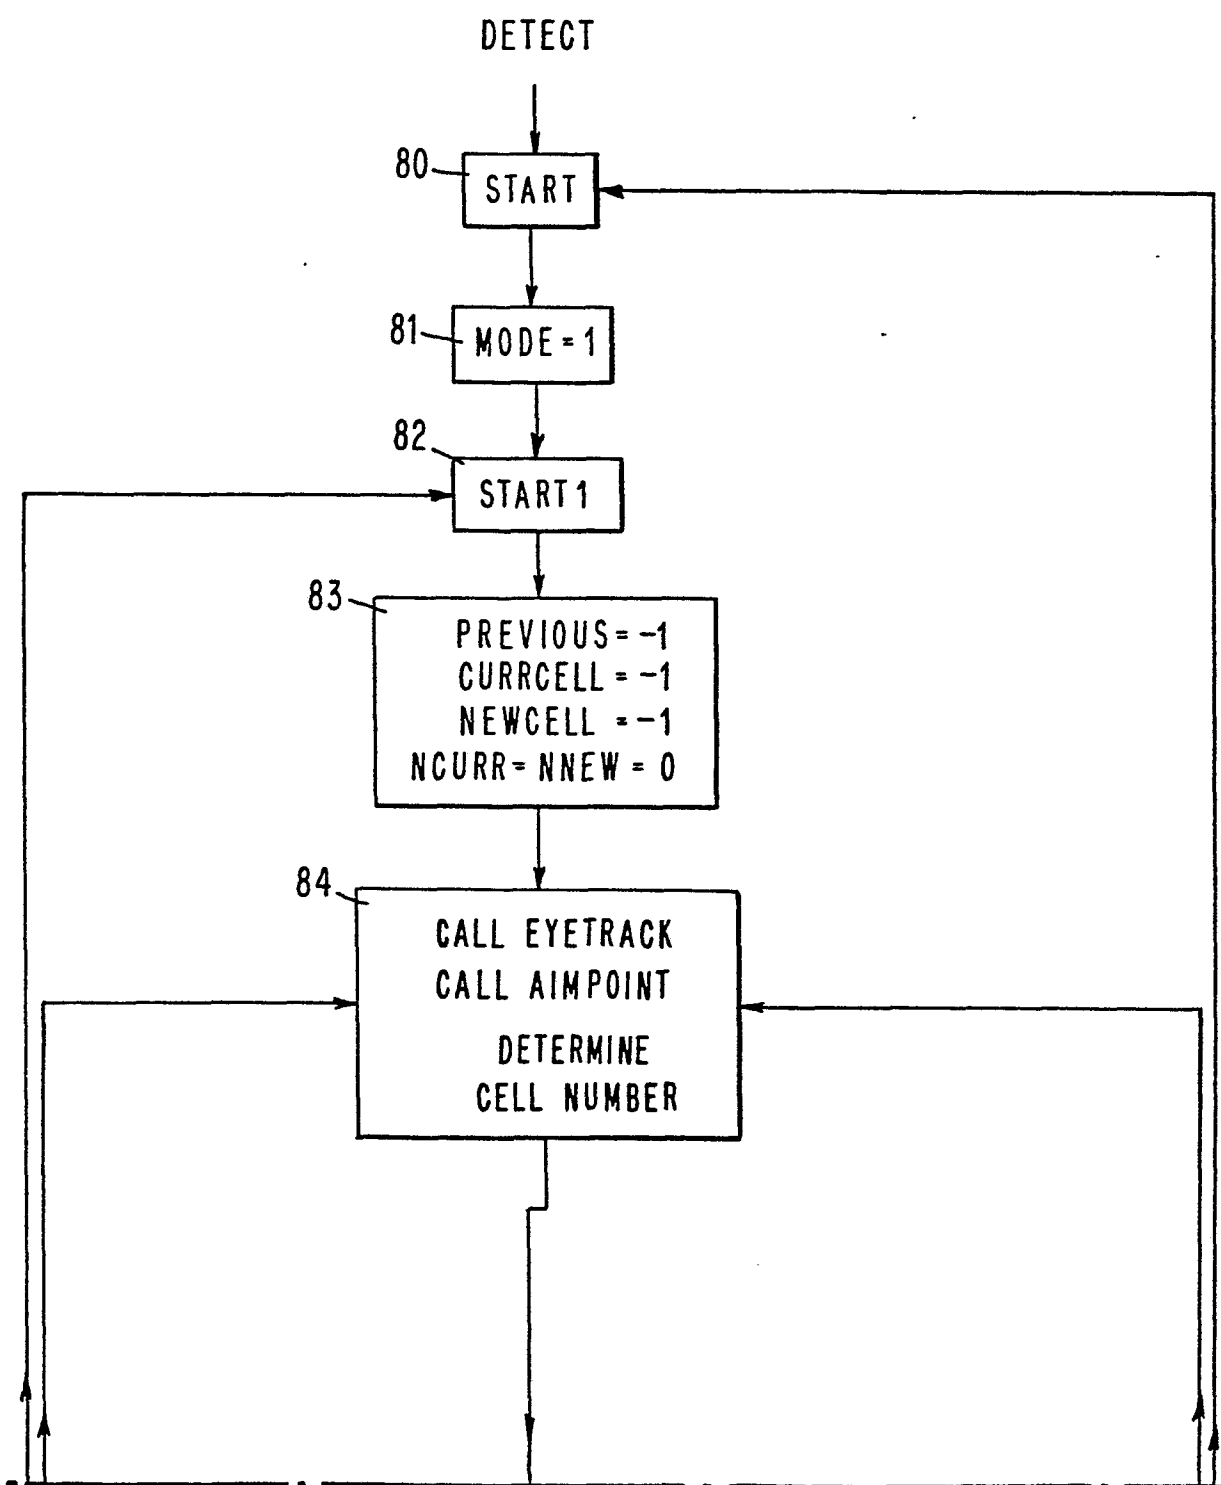 DETECT
80
START
81
MODE = 1
82
START 1
83
PREVIOUS = -1
CURRCELL = -1
NEWCELL = -1
NCURR = NNEW = 0
84
CALL EYETRACK
CALL AIMPOINT
DETERMINE
CELL NUMBER